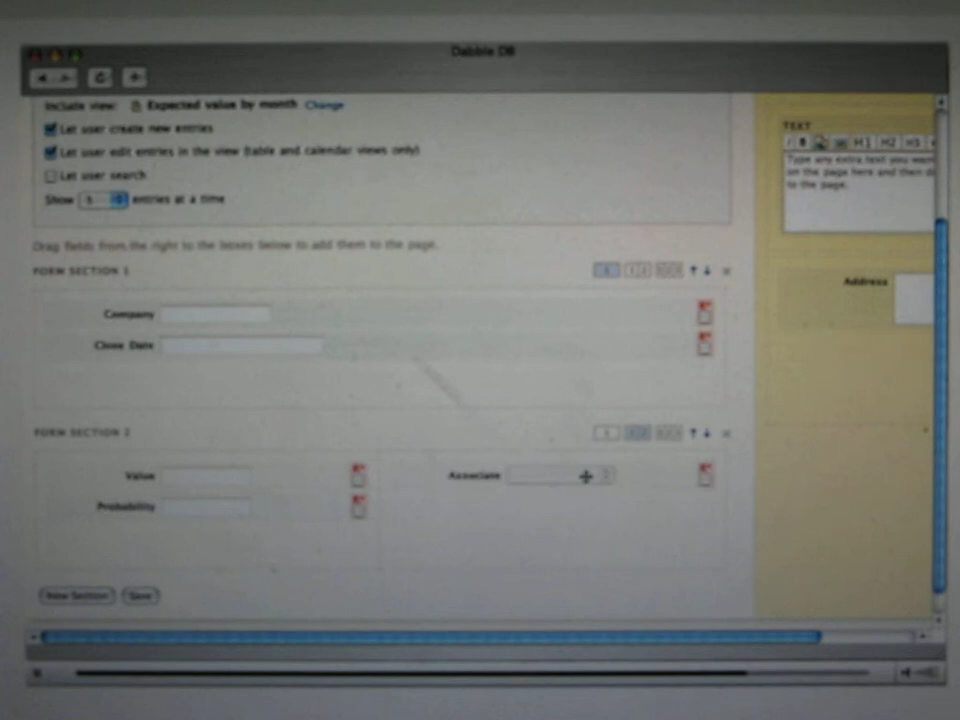 Dabble DB
Include view: Expected value by month Change
Let user create new entries
Let user edit entries in the view (table and calendar views only)
Let user search
Show 5 entries at a time
Drag fields from the right to the boxes below to add them to the page.
FORM SECTION 1
Company
Close Date
FORM SECTION 2
Value
Associate
Probability
New Section Save
TEXT
H1 H2 H3
Type any extra text you wan
on the page here and then d
to the page.
Address